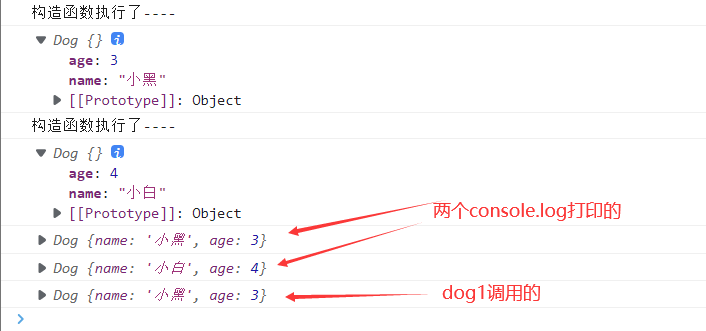 构造函数执行了----
Dog {} i
age: 3
name: "小黑"
[[Prototype]]: Object
构造函数执行了----
Dog {} i
age: 4
name: "小白"
[[Prototype]]: Object
两个console.log打印的
Dog {name: '小黑', age: 3}
Dog {name: '小白', age: 4}
Dog {name: '小黑', age: 3}
dog1调用的